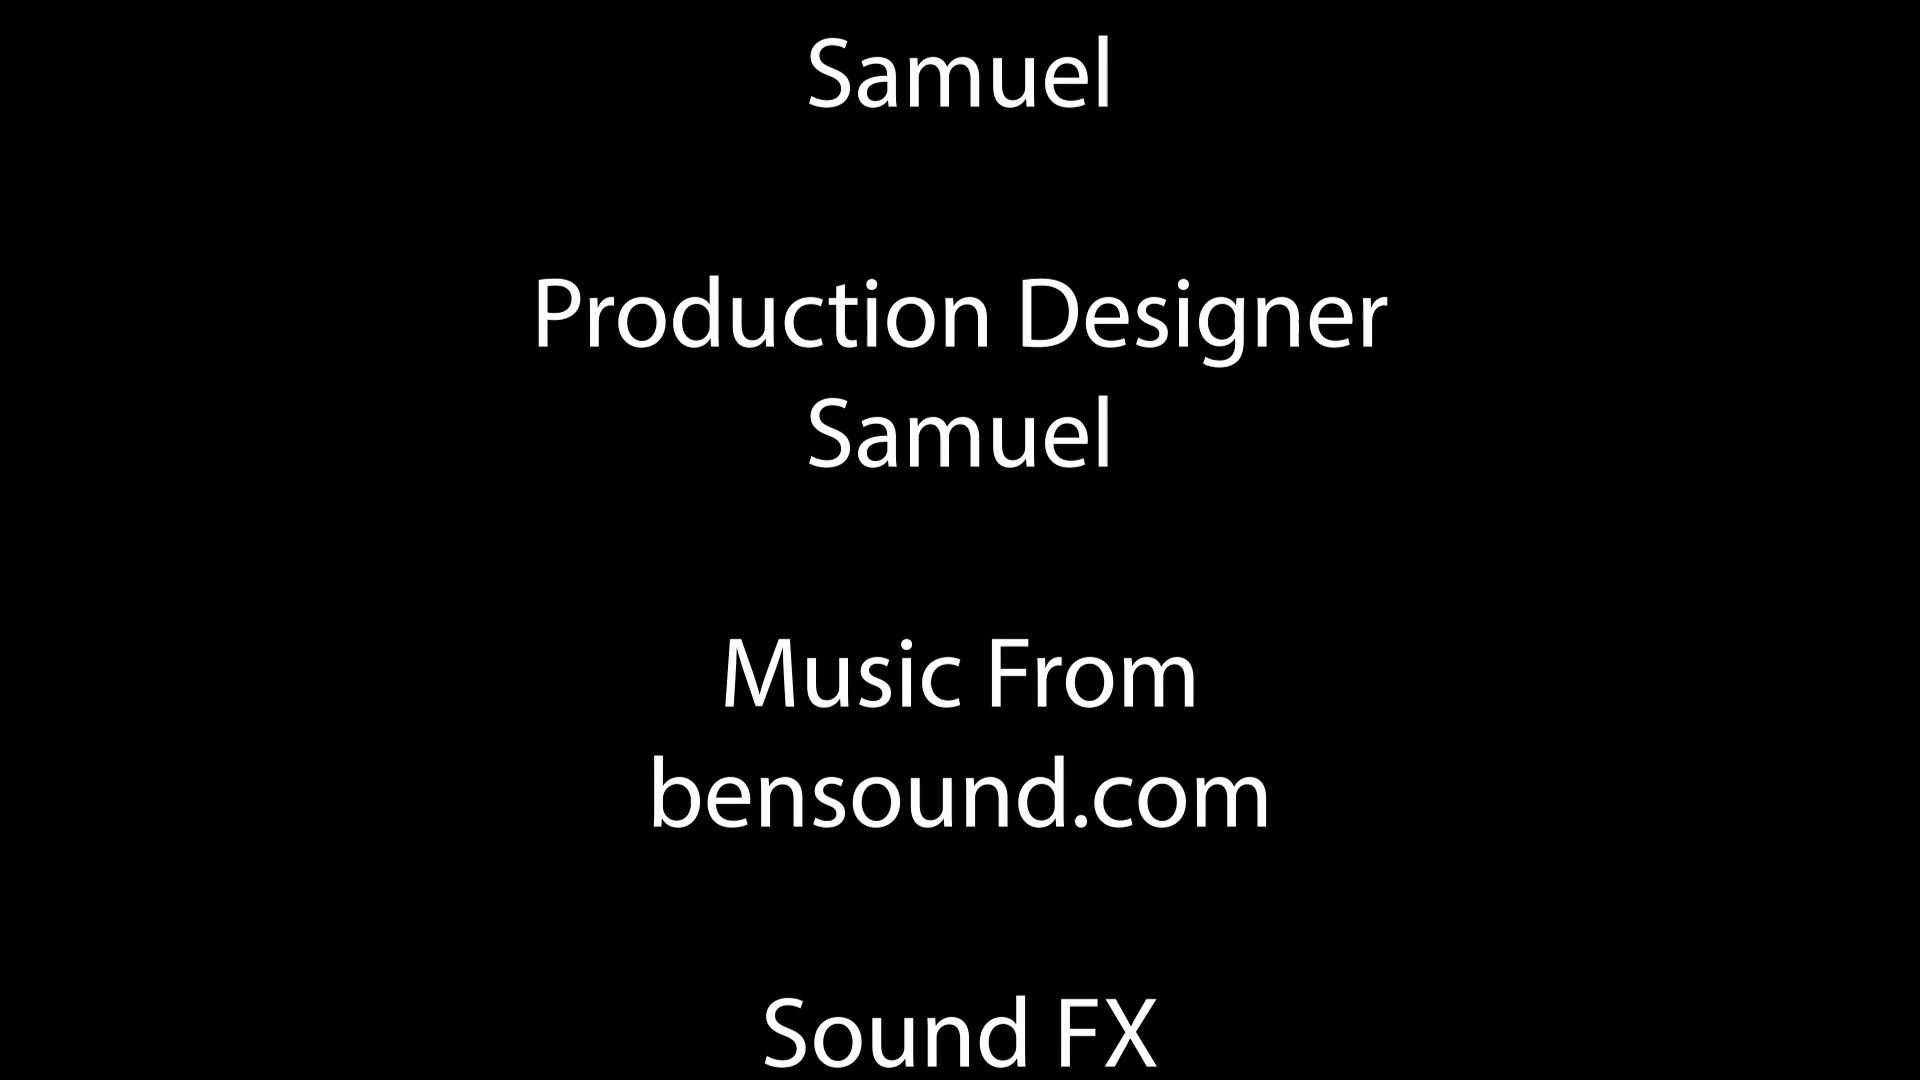 Samuel
Production Designer
Samuel
Music From
bensound.com
Sound FX